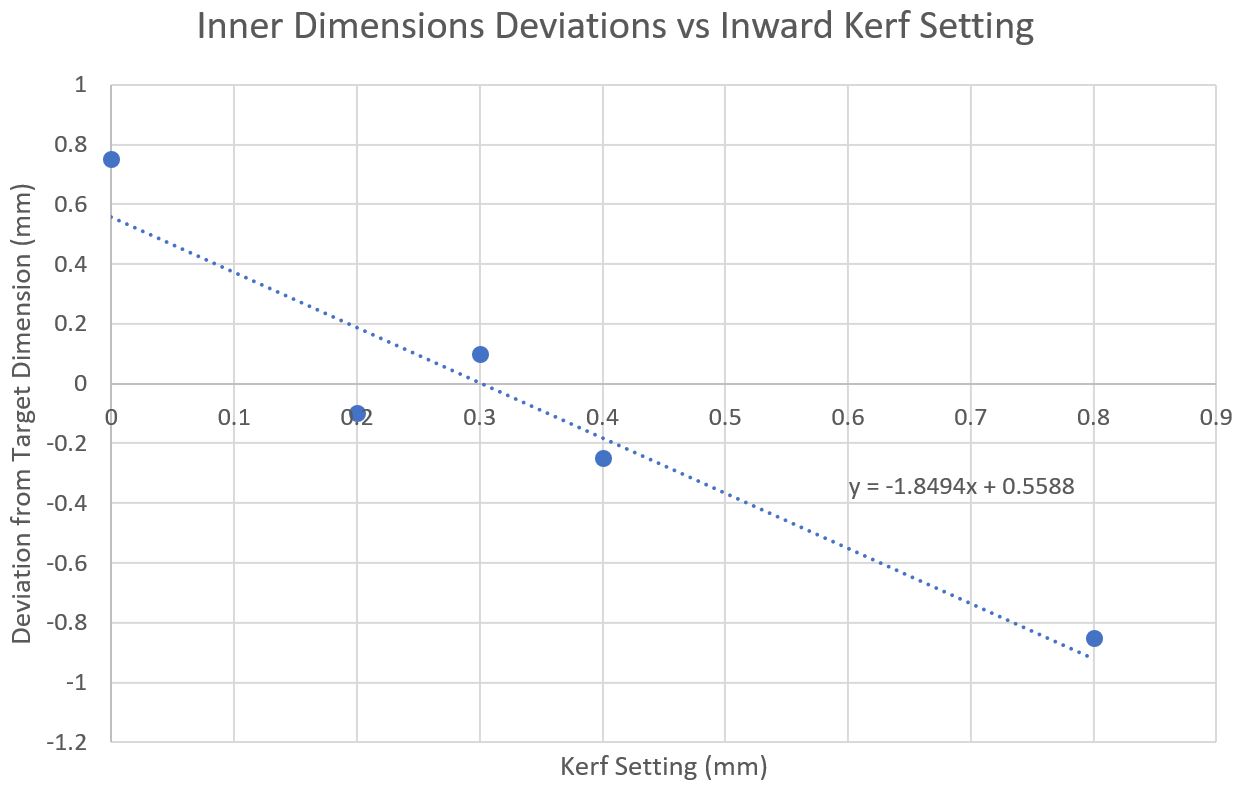 Inner Dimensions Deviations vs Inward Kerf Setting
Deviation from Target Dimension (mm)
1
0.8
0.6
0.4
0.2
0
-0.2
-0.4
-0.6
-0.8
-1
-1.2
0 0.1 0.2 0.3 0.4 0.5 0.6 0.7 0.8 0.9
y = -1.8494x + 0.5588
Kerf Setting (mm)